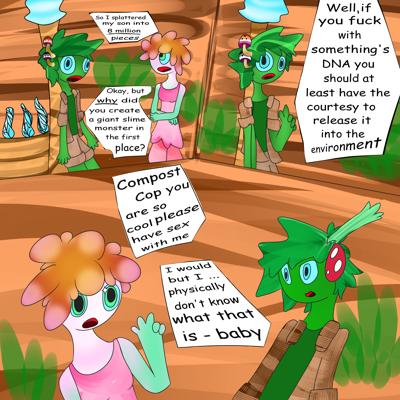 So I splattered
my son into
8 million
pieces
Okay, but
why did
you create
a giant slime
monster in
the first
place?
Well,if
you fuck
with
something's
DNA you
should at
least have the
courtesy to
release it
into the
environment
Compost
Cop you
are so
cool please
have sex
with me
I would
but I ...
physically
don't know
what that
is - baby